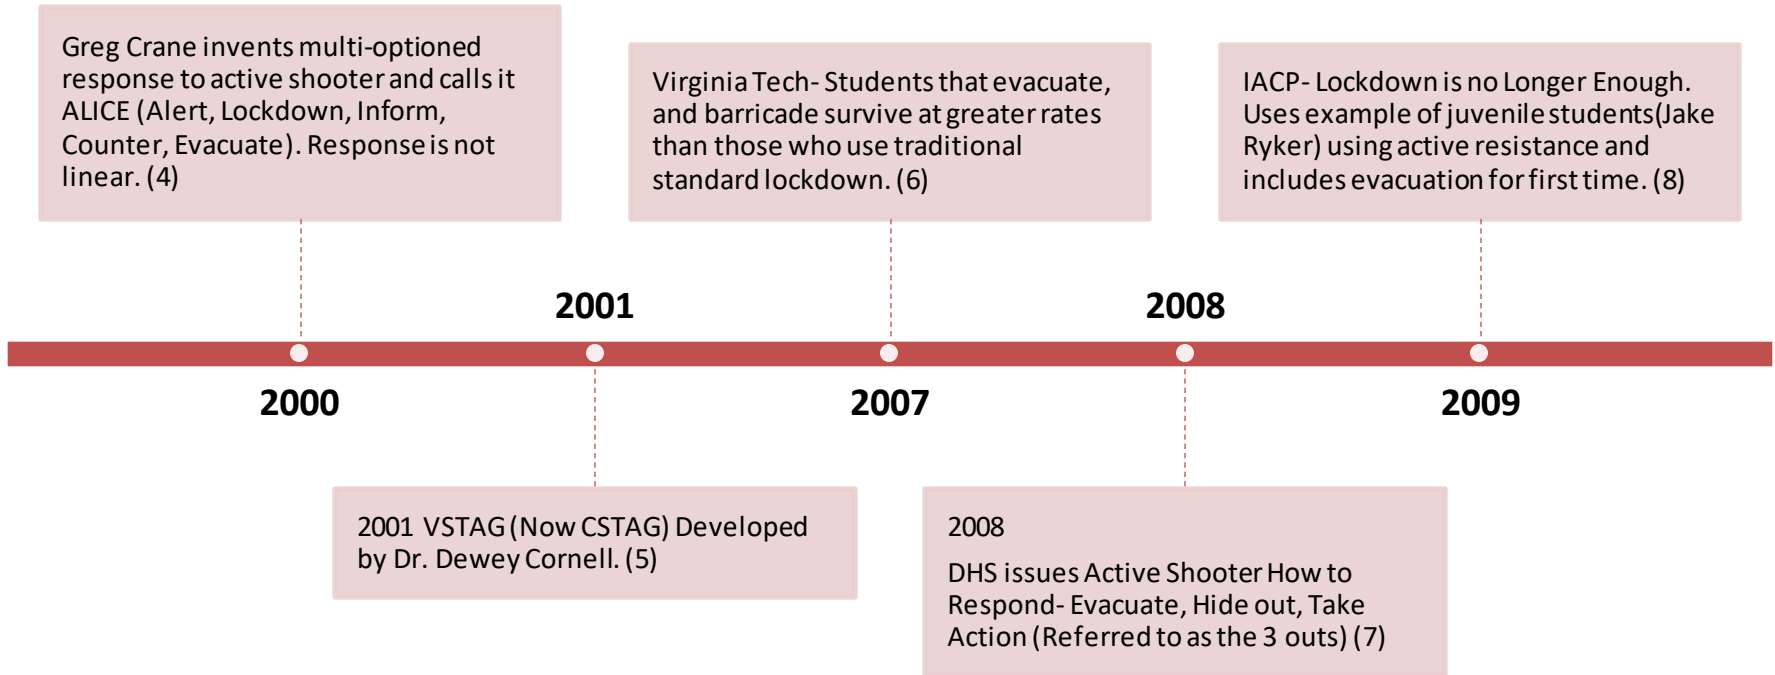 Greg Crane invents multi-optioned
response to active shooter and calls it
ALICE (Alert, Lockdown, Inform,
Counter, Evacuate). Response is not
linear. (4)
Virginia Tech- Students that evacuate,
and barricade survive at greater rates
than those who use traditional
standard lockdown. (6)
IACP- Lockdown is no Longer Enough.
Uses example of juvenile students(Jake
Ryker) using active resistance and
includes evacuation for first time. (8)
2001
2008
2000
2007
2009
2001 VSTAG (Now CSTAG) Developed
by Dr. Dewey Cornell. (5)
2008
DHS issues Active Shooter How to
Respond- Evacuate, Hide out, Take
Action (Referred to as the 3 outs) (7)